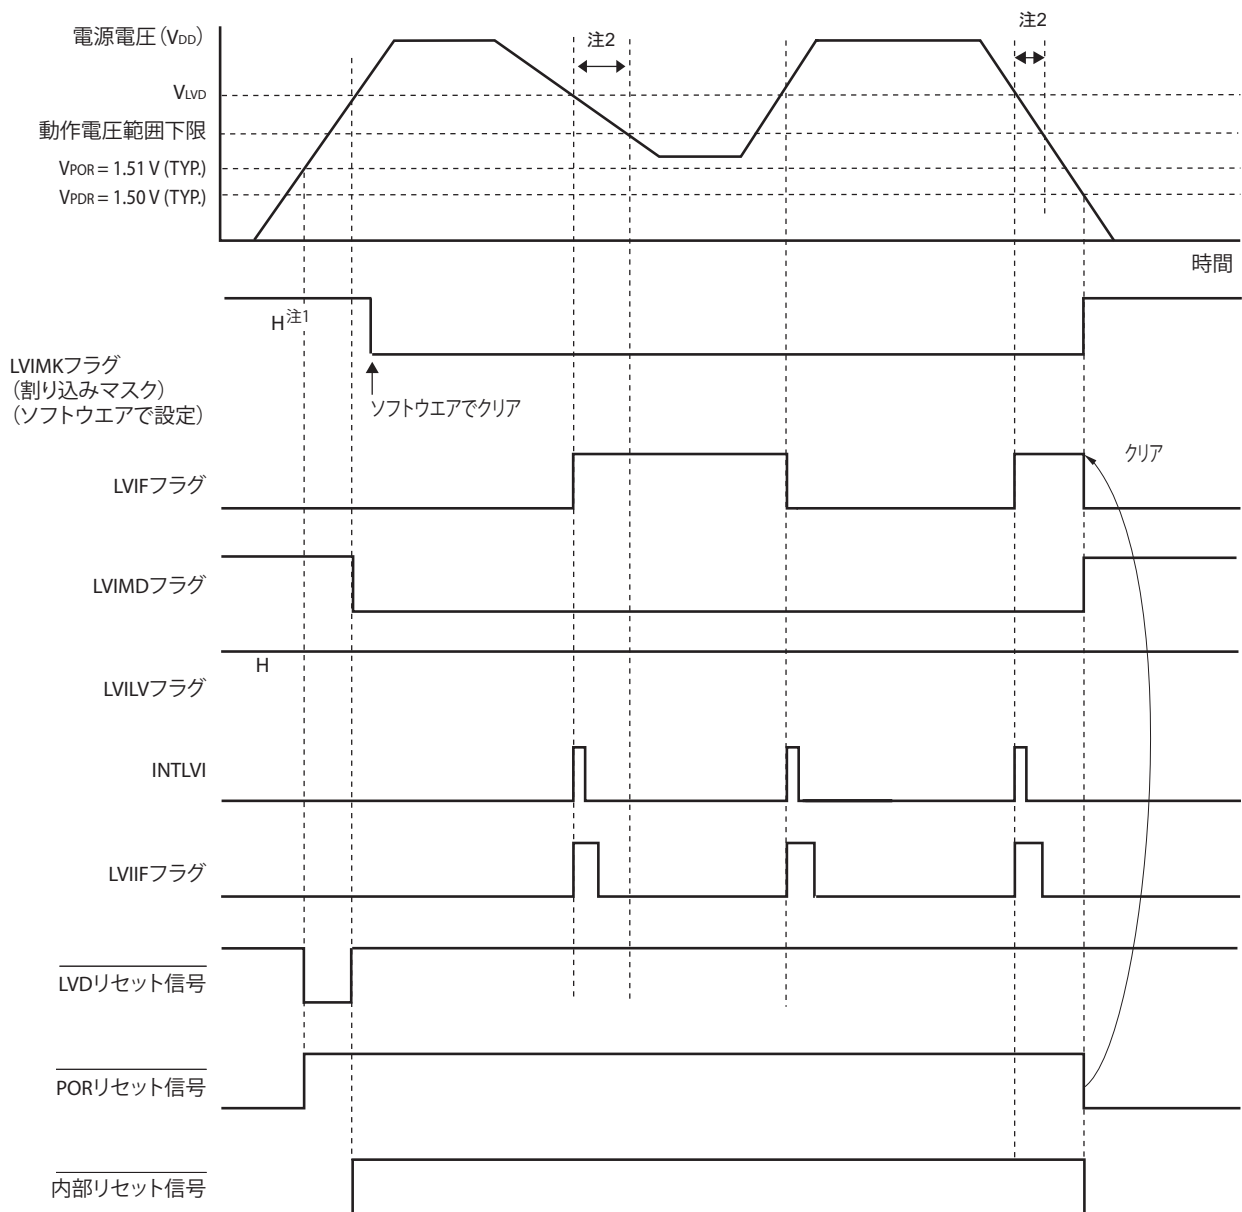 電源電圧（VDD）
注2
注2
VLVD
動作電圧範囲下限
VPOR = 1.51 V (TYP.)
VPDR = 1.50 V (TYP.)
時間
H注1
LVIMKフラグ
（割り込みマスク）
（ソフトウエアで設定）
ソフトウエアでクリア
クリア
LVIFフラグ
LVIMDフラグ
H
LVILVフラグ
INTLVI
LVIIFフラグ
LVDリセット信号
PORリセット信号
内部リセット信号